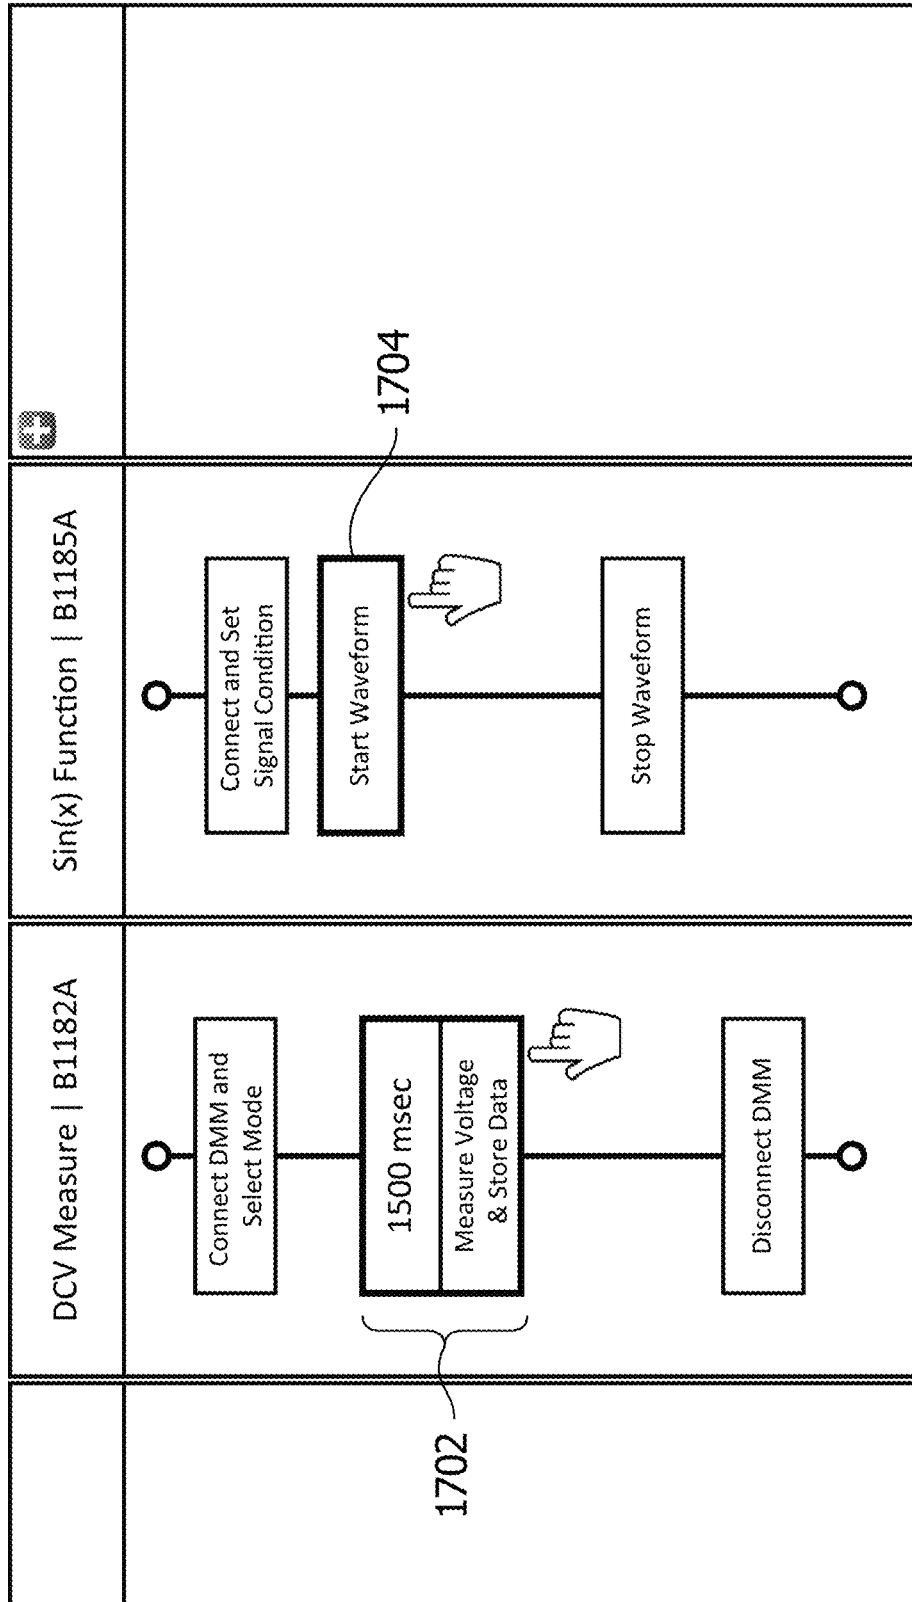 DCV Measure | B1182A
Connect DMM and
Select Mode
1500 msec
Measure Voltage
& Store Data
Disconnect DMM
1702
Sin(x) Function | B1185A
Connect and Set
Signal Condition
Start Waveform
Stop Waveform
1704